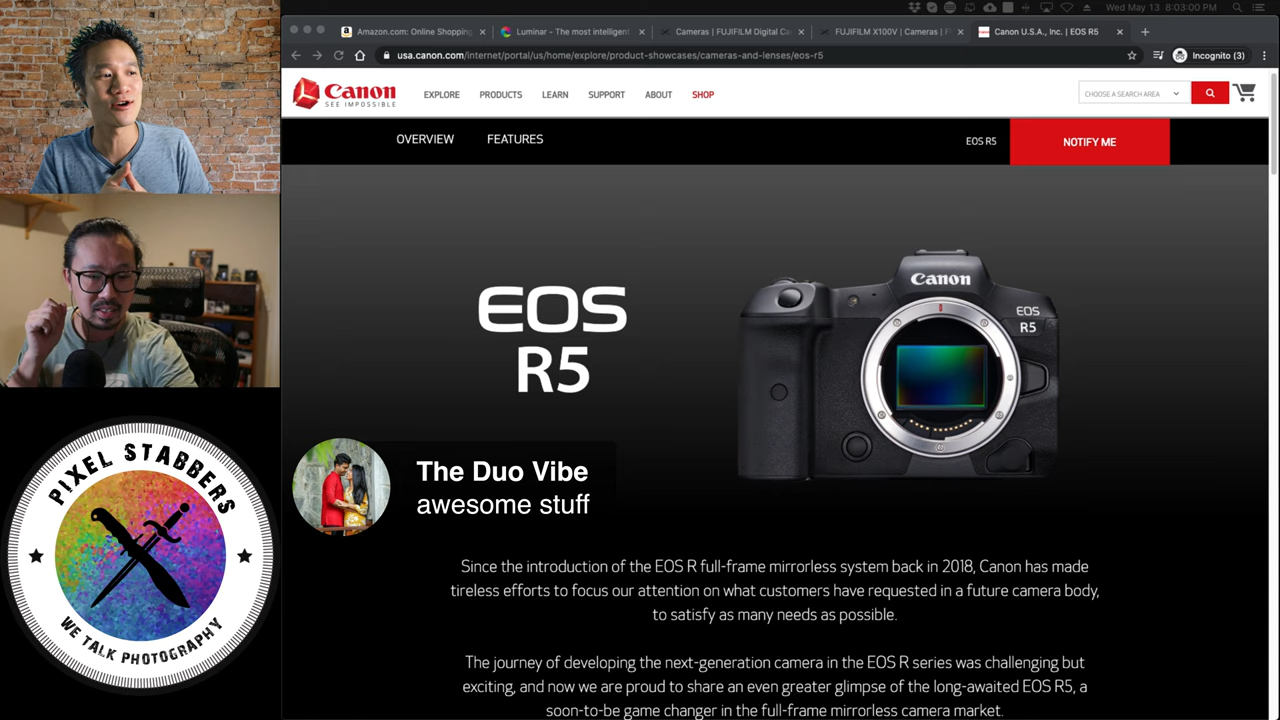 Wed May 13 8:03:00 PM
Amazon.com: Online Shopping
Luminar - The most intelligent
Cameras | FUJIFILM Digital Ca
FUJIFILM X100V | Cameras | F
Canon U.S.A., Inc. | EOS R5
usa.canon.com/internet/portal/us/home/explore/product-showcases/cameras-and-lenses/eos-r5
Incognito (3)
Canon
SEE IMPOSSIBLE
EXPLORE PRODUCTS LEARN SUPPORT ABOUT SHOP
CHOOSE A SEARCH AREA
OVERVIEW FEATURES
EOS R5
NOTIFY ME
EOS
R5
Canon
EOS
R5
The Duo Vibe
awesome stuff
Since the introduction of the EOS R full-frame mirrorless system back in 2018, Canon has made
tireless efforts to focus our attention on what customers have requested in a future camera body,
to satisfy as many needs as possible.
The journey of developing the next-generation camera in the EOS R series was challenging but
exciting, and now we are proud to share an even greater glimpse of the long-awaited EOS R5, a
soon-to-be game changer in the full-frame mirrorless camera market.
PIXEL STABBERS
WE TALK PHOTOGRAPHY